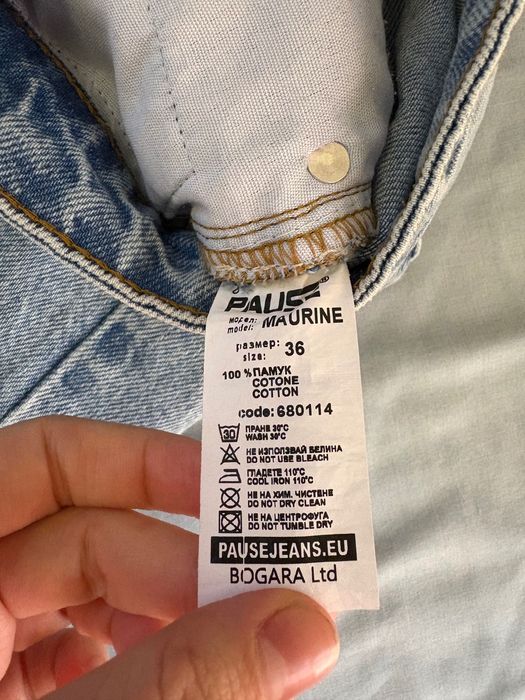 PAUSE®
модел:
model: MAURINE
размер:
size: 36
100 % ПАМУК
COTONE
COTTON
code: 680114
30 ПРАНЕ 30°C
WASH 30°C
НЕ ИЗПОЛЗВАЙ БЕЛИНА
DO NOT USE BLEACH
ГЛАДЕТЕ 110°C
COOL IRON 110°C
НЕ НА ХИМ. ЧИСТЕНЕ
DO NOT DRY CLEAN
НЕ НА ЦЕНТРОФУГА
DO NOT TUMBLE DRY
PAUSEJEANS.EU
BOGARA Ltd